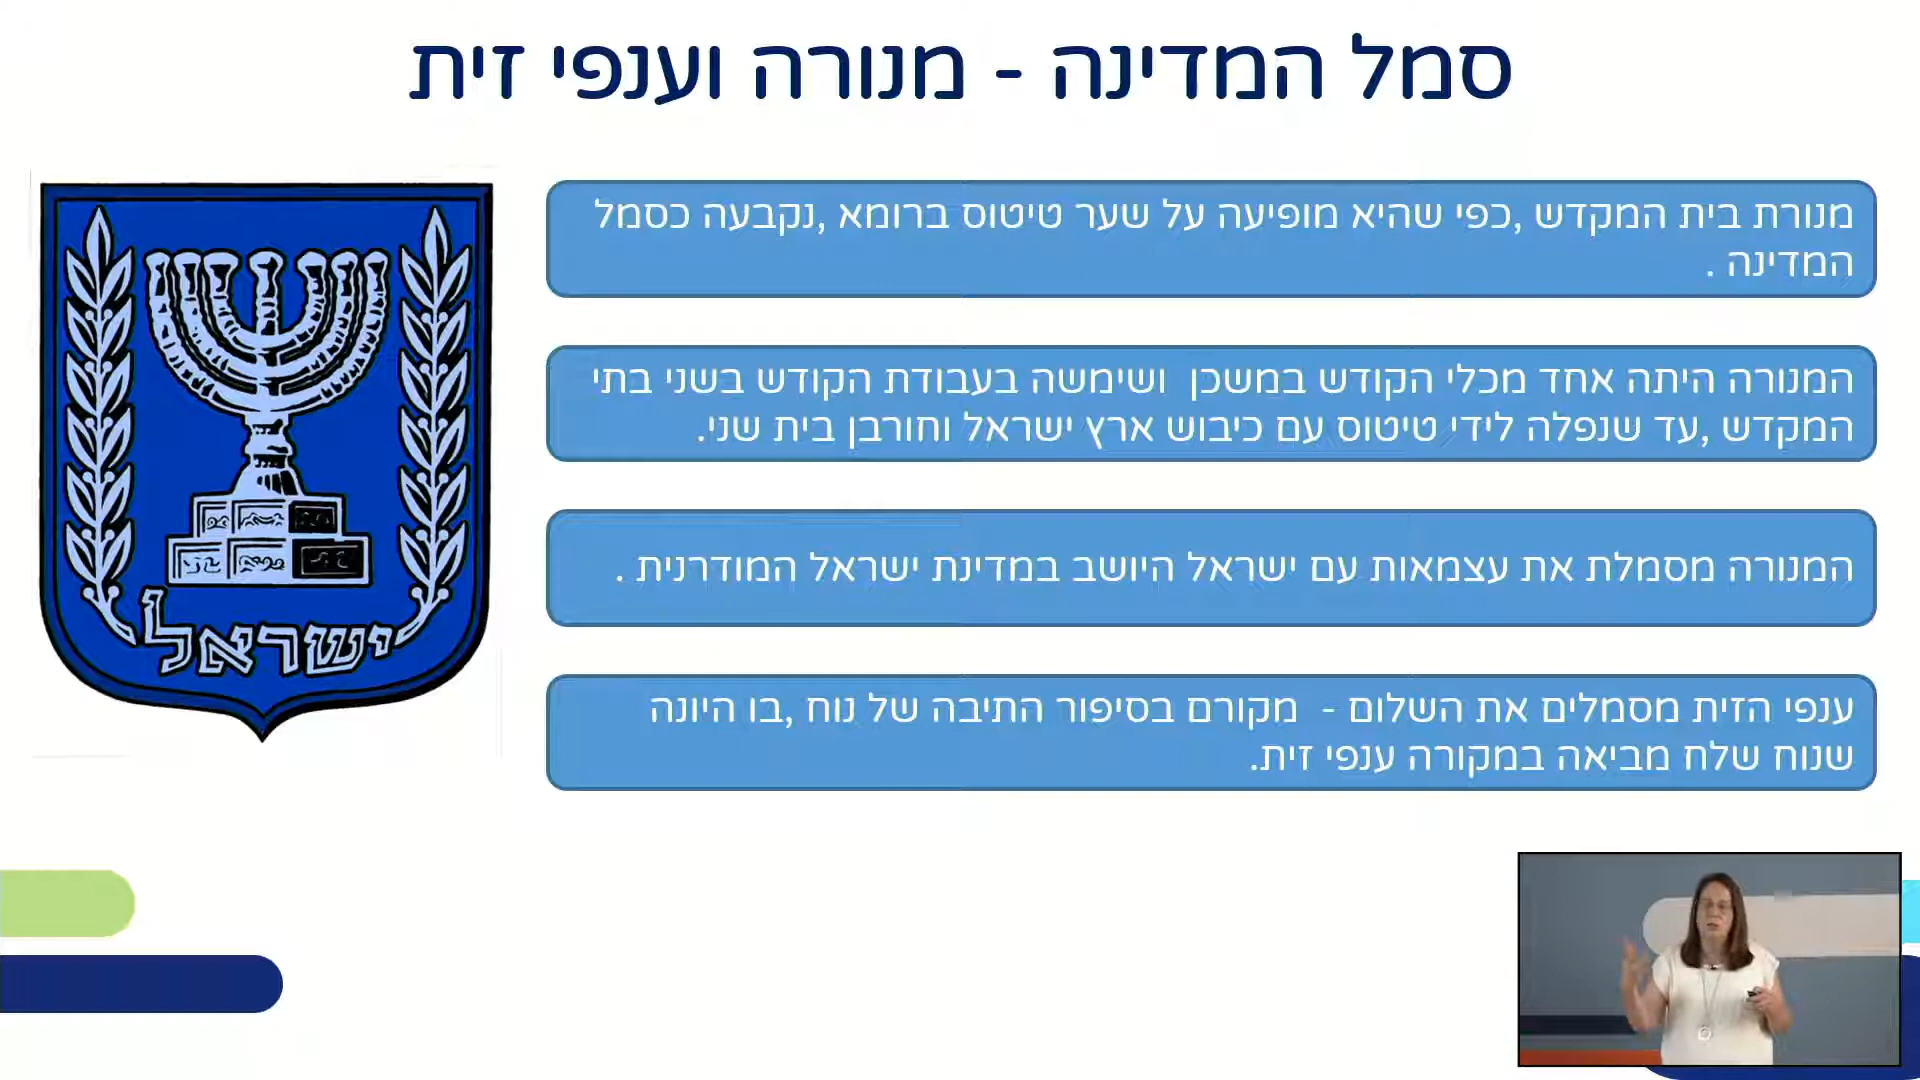 סמל המדינה - מנורה וענפי זית
מנורת בית המקדש ,כפי שהיא מופיעה על שער טיטוס ברומא ,נקבעה כסמל
המדינה .
המנורה היתה אחד מכלי הקודש במשכן ושימשה בעבודת הקודש בשני בתי
המקדש ,עד שנפלה לידי טיטוס עם כיבוש ארץ ישראל וחורבן בית שני.
המנורה מסמלת את עצמאות עם ישראל היושב במדינת ישראל המודרנית .
ענפי הזית מסמלים את השלום - מקורם בסיפור התיבה של נוח ,בו היונה
שנוח שלח מביאה במקורה ענפי זית.
ישראל